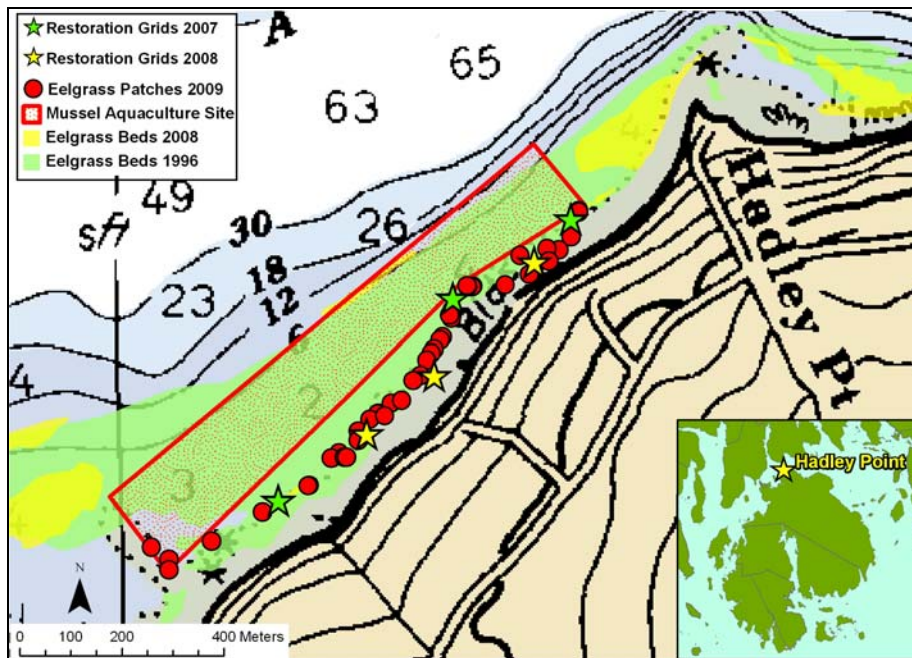 Restoration Grids 2007
Restoration Grids 2008
Eelgrass Patches 2009
Mussel Aquaculture Site
Eelgrass Beds 2008
Eelgrass Beds 1996
A
65
63
49
sft
30
26
18
23
12
6
4
2
3
4
Hadley Pt
Hadley Point
N
0 100 200 400 Meters